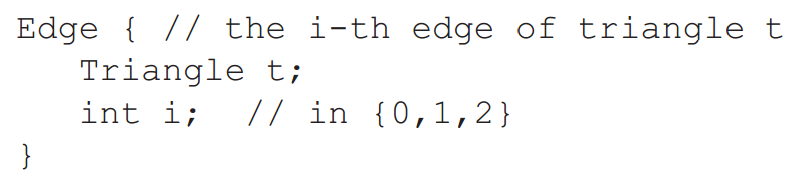 Edge { // the i-th edge of triangle t
Triangle t;
int i; // in {0,1,2}
}